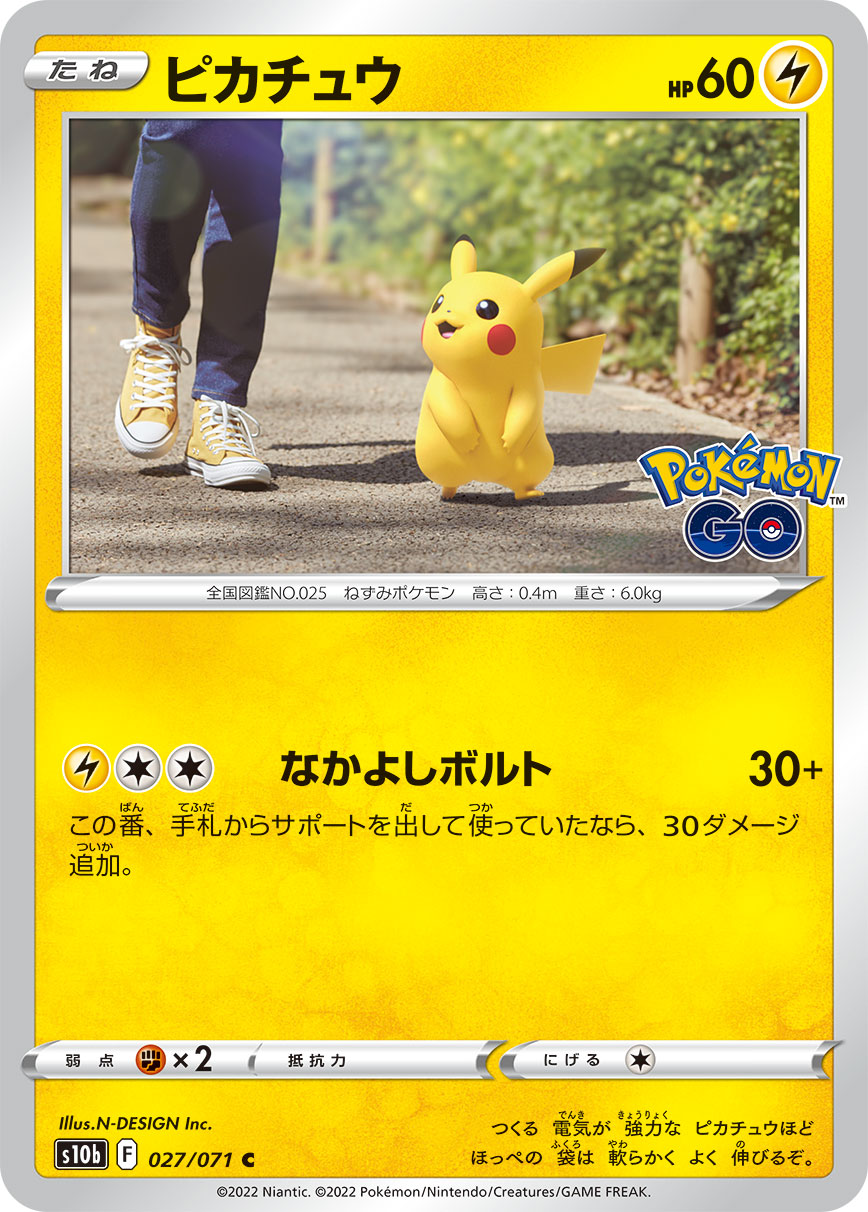 たね ピカチュウ HP60
POKéMON™
GO
全国図鑑NO.025 ねずみポケモン 高さ:0.4m 重さ:6.0kg
なかよしボルト 30+
この番、手札からサポートを出して使っていたなら、30ダメージ
追加。
弱点 ×2 抵抗力 にげる
Illus.N-DESIGN Inc.
s10b F 027/071 C
つくる 電気が 強力な ピカチュウほど
ほっぺの 袋は 軟らかく よく 伸びるぞ。
©2022 Niantic. ©2022 Pokémon/Nintendo/Creatures/GAME FREAK.